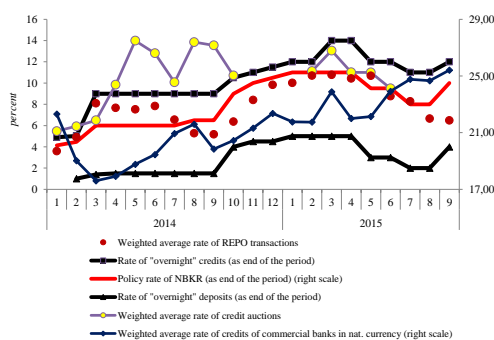 16 29,000
14
12 25,000
10
8
6 21,000
4
2
0 17,000
percent
1 2 3 4 5 6 7 8 9 10 11 12 1 2 3 4 5 6 7 8 9
2014 2015
Weighted average rate of REPO transactions
Rate of "overnight" credits (as end of the period)
Policy rate of NBKR (as end of the period) (right scale)
Rate of "overnight" deposits (as end of the period)
Weighted average rate of credit auctions
Weighted average rate of credits of commercial banks in nat. currency (right scale)